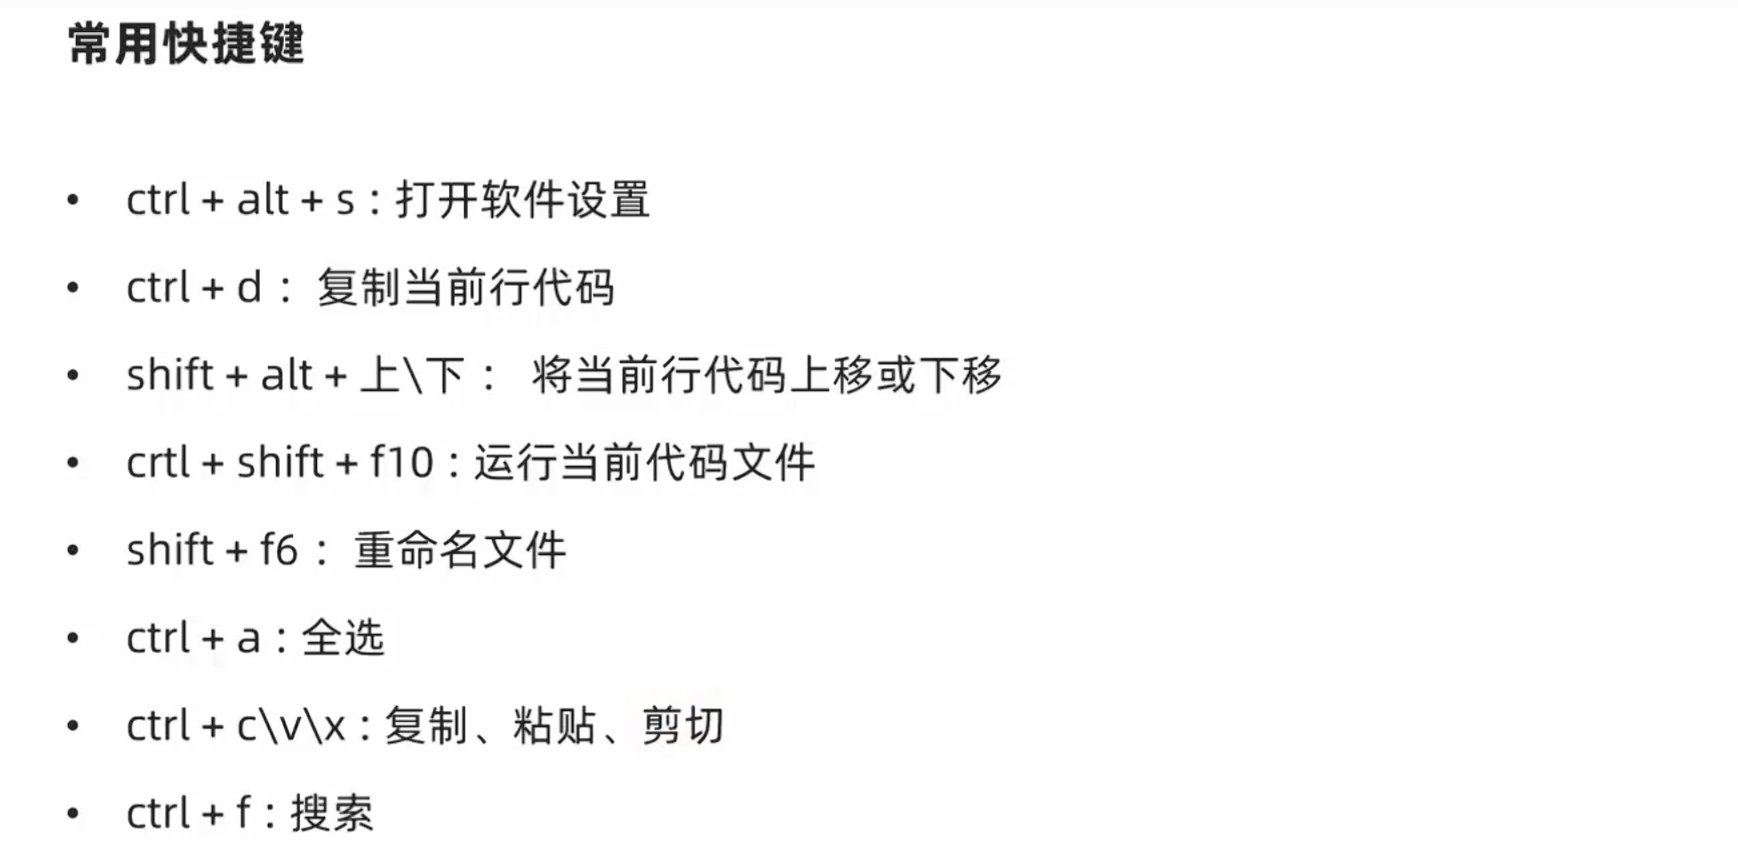 常用快捷键
• ctrl + alt + s : 打开软件设置
• ctrl + d ： 复制当前行代码
• shift + alt + 上\下 ： 将当前行代码上移或下移
• crtl + shift + f10 : 运行当前代码文件
• shift + f6 ： 重命名文件
• ctrl + a : 全选
• ctrl + c\v\x : 复制、粘贴、剪切
• ctrl + f : 搜索